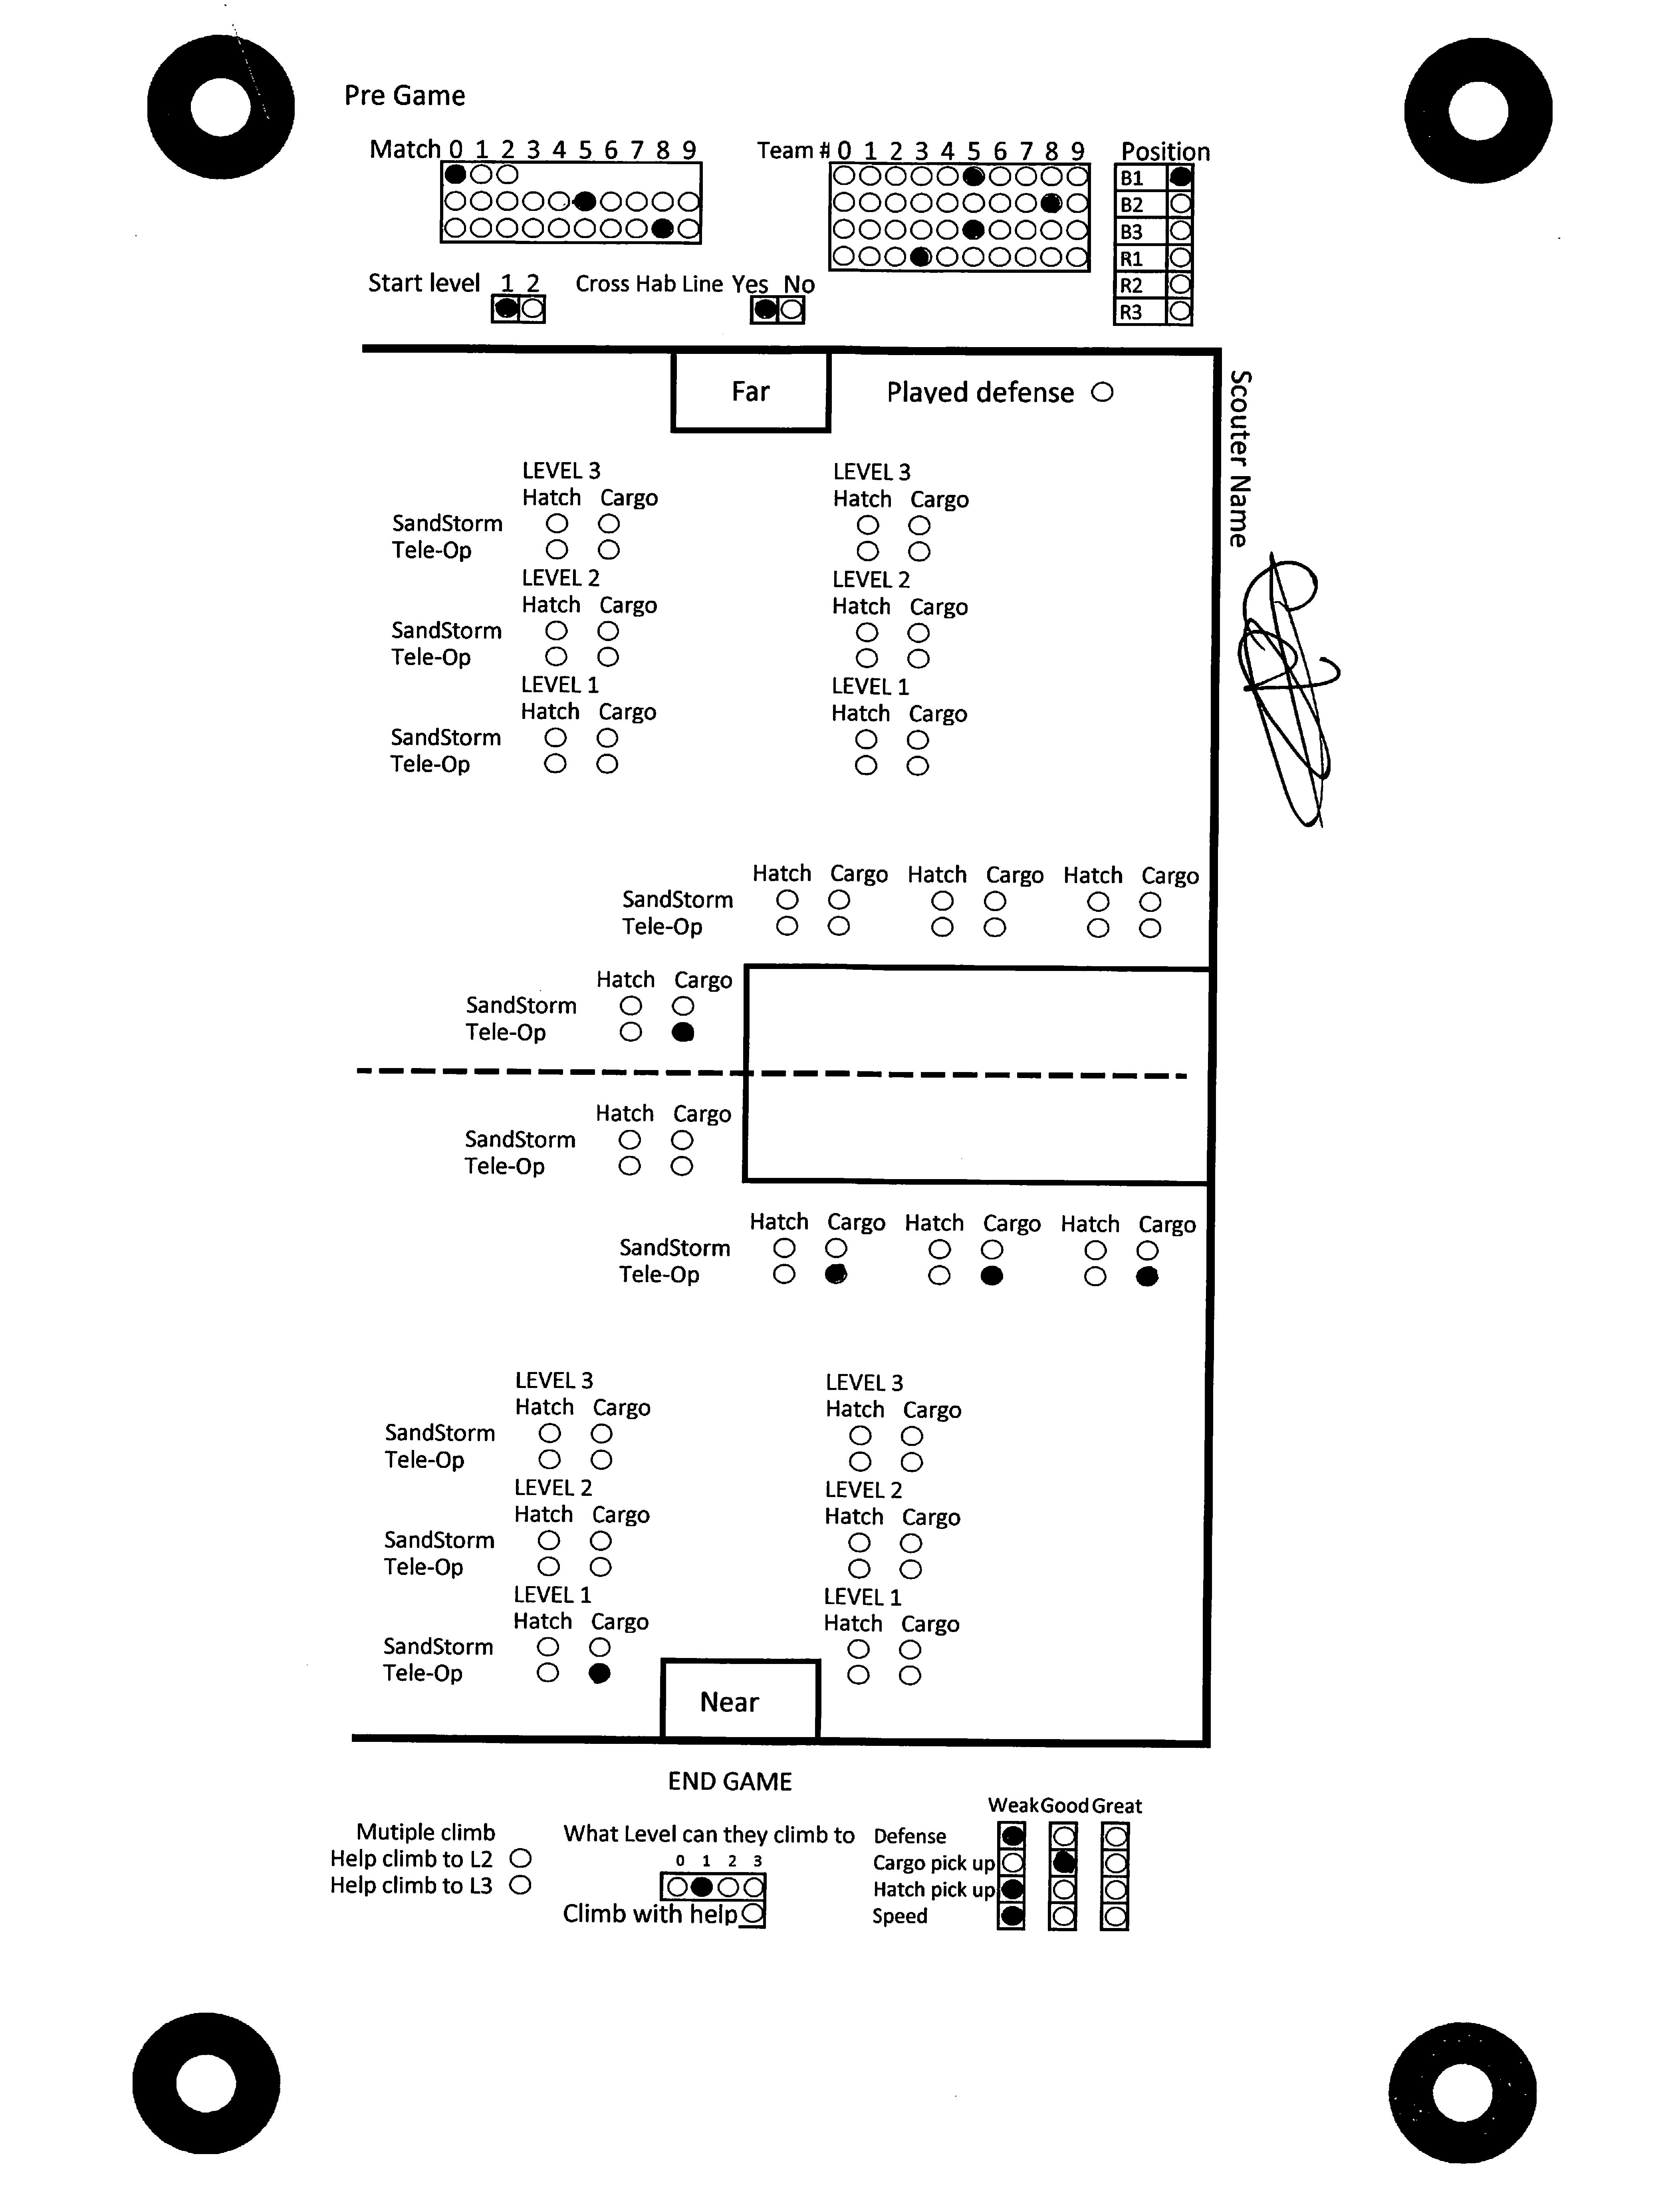 Pre Game
Match 0 1 2 3 4 5 6 7 8 9
Team # 0 1 2 3 4 5 6 7 8 9
Position
B1
B2
B3
R1
R2
R3
Start level 1 2
Cross Hab Line Yes No
Far
Played defense
Scouter Name
LEVEL 3 LEVEL 3
Hatch Cargo Hatch Cargo
SandStorm
Tele-Op
LEVEL 2 LEVEL 2
Hatch Cargo Hatch Cargo
SandStorm
Tele-Op
LEVEL 1 LEVEL 1
Hatch Cargo Hatch Cargo
SandStorm
Tele-Op
Hatch Cargo Hatch Cargo Hatch Cargo
SandStorm
Tele-Op
Hatch Cargo
SandStorm
Tele-Op
Hatch Cargo
SandStorm
Tele-Op
Hatch Cargo Hatch Cargo Hatch Cargo
SandStorm
Tele-Op
LEVEL 3 LEVEL 3
Hatch Cargo Hatch Cargo
SandStorm
Tele-Op
LEVEL 2 LEVEL 2
Hatch Cargo Hatch Cargo
SandStorm
Tele-Op
LEVEL 1 LEVEL 1
Hatch Cargo Hatch Cargo
SandStorm
Tele-Op
Near
END GAME
Mutiple climb
Help climb to L2
Help climb to L3
What Level can they climb to
0 1 2 3
Climb with help
Weak Good Great
Defense
Cargo pick up
Hatch pick up
Speed